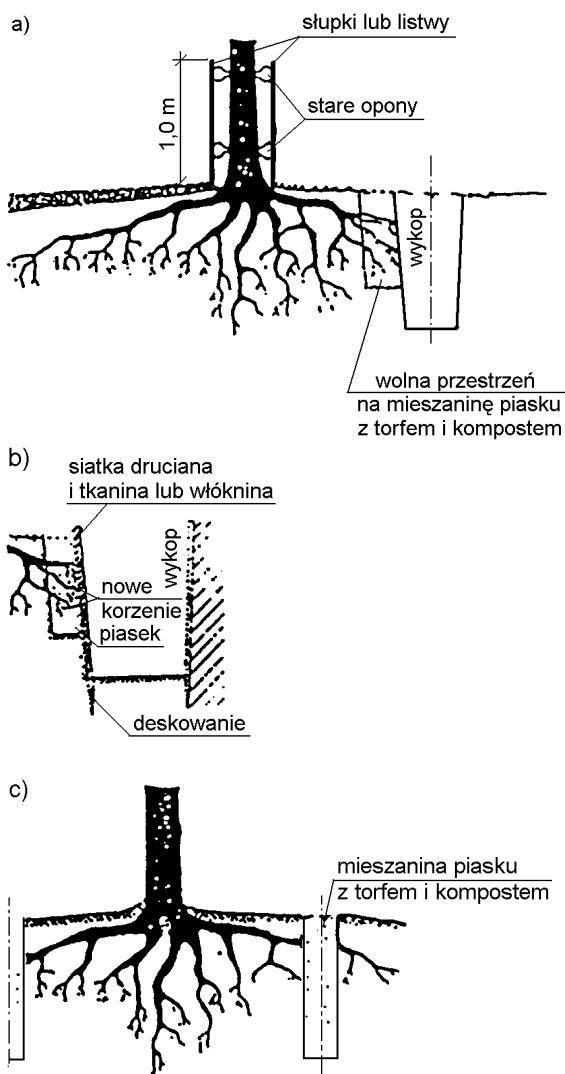 a)
słupki lub listwy
1,0 m
stare opony
wykop
wolna przestrzeń
na mieszaninę piasku
z torfem i kompostem
b)
siatka druciana
i tkanina lub włóknina
wykop
nowe
korzenie
piasek
deskowanie
c)
mieszanina piasku
z torfem i kompostem